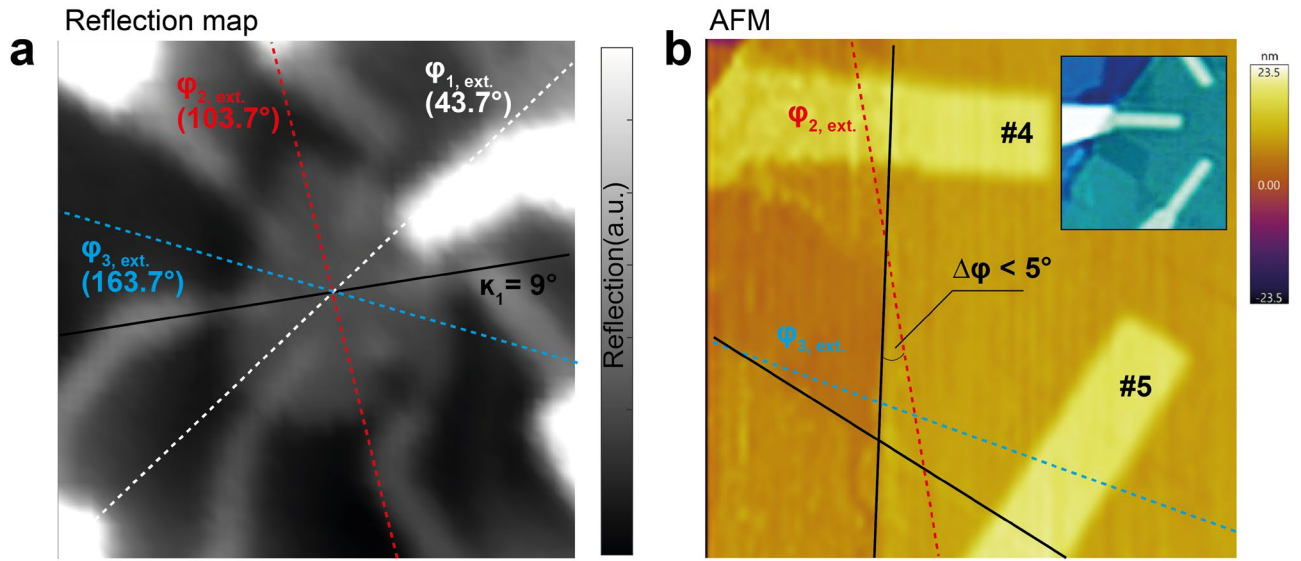 Reflection map
a
φ2, ext.
(103.7°)
φ1, ext.
(43.7°)
φ3, ext.
(163.7°)
κ1= 9°
Reflection(a.u.)
AFM
b
φ2, ext.
#4
Δφ < 5°
φ3, ext.
#5
nm
23.5
0.00
-23.5